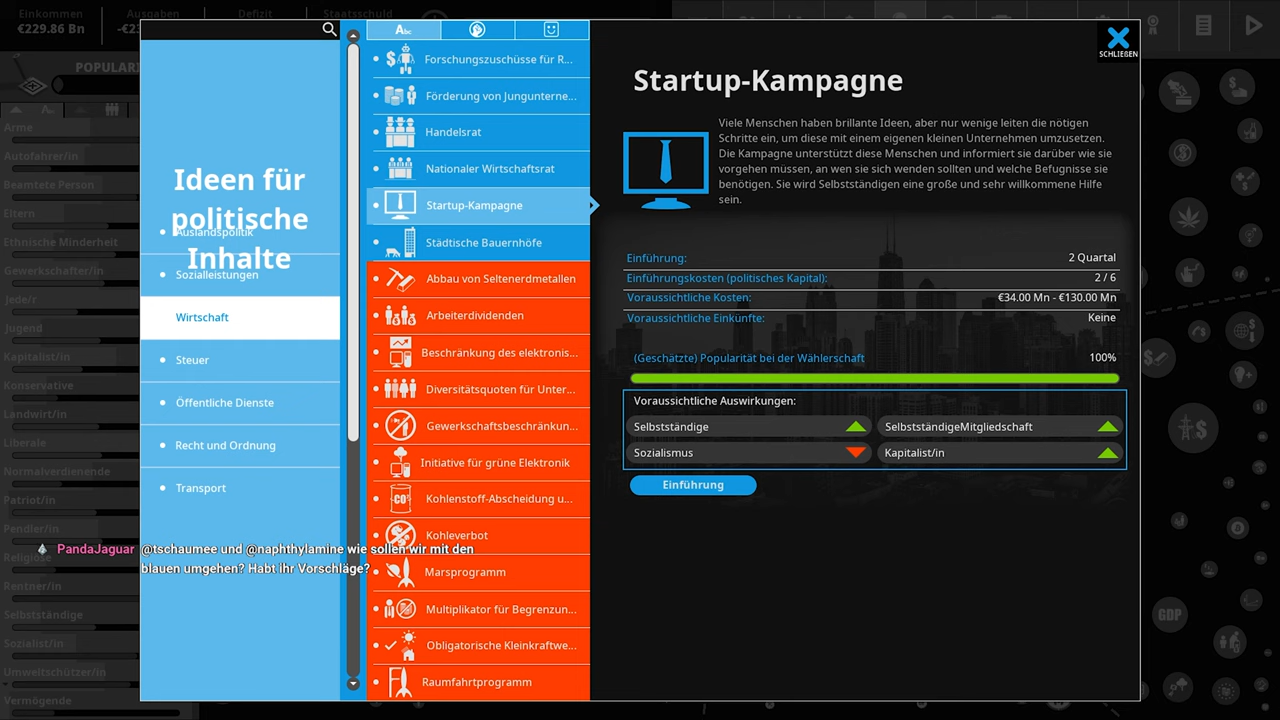 Einkommen Ausgaben Defizit Staatsschuld
€229.86 Bn -€23
POPULARI
Arme
Autofahrer/in
Beamtete Person
Eltern
Ethnische Minderheit
Gewerkschafter/in
Jede/r
Jugend
Kapitalist/in
Konservative
Landwirt/in
Liberale
Normalverdienende
Patriot/in
Pendler/in
Religiöse
Rentner/in
Selbstständige
Sozialist/in
Umweltschützer/in
Vermögende
Ideen für
politische
Inhalte
Auslandspolitik
Sozialleistungen
Wirtschaft
Steuer
Öffentliche Dienste
Recht und Ordnung
Transport
PandaJaguar @tschaumee und @naphthylamine wie sollen wir mit den
blauen umgehen? Habt ihr Vorschläge?
Abc
Forschungszuschüsse für R...
Förderung von Jungunterne...
Handelsrat
Nationaler Wirtschaftsrat
Startup-Kampagne
Städtische Bauernhöfe
Abbau von Seltenerdmetallen
Arbeiterdividenden
Beschränkung des elektronis...
Diversitätsquoten für Unter...
Gewerkschaftsbeschränkun...
Initiative für grüne Elektronik
Kohlenstoff-Abscheidung u...
Kohleverbot
Marsprogramm
Multiplikator für Begrenzun...
Obligatorische Kleinkraftwe...
Raumfahrtprogramm
SCHLIEßEN
Startup-Kampagne
Viele Menschen haben brillante Ideen, aber nur wenige leiten die nötigen
Schritte ein, um diese mit einem eigenen kleinen Unternehmen umzusetzen.
Die Kampagne unterstützt diese Menschen und informiert sie darüber wie sie
vorgehen müssen, an wen sie sich wenden sollten und welche Befugnisse sie
benötigen. Sie wird Selbstständigen eine große und sehr willkommene Hilfe
sein.
Einführung: 2 Quartal
Einführungskosten (politisches Kapital): 2 / 6
Voraussichtliche Kosten: €34.00 Mn - €130.00 Mn
Voraussichtliche Einkünfte: Keine
(Geschätzte) Popularität bei der Wählerschaft 100%
Voraussichtliche Auswirkungen:
Selbstständige SelbstständigeMitgliedschaft
Sozialismus Kapitalist/in
Einführung
GDP